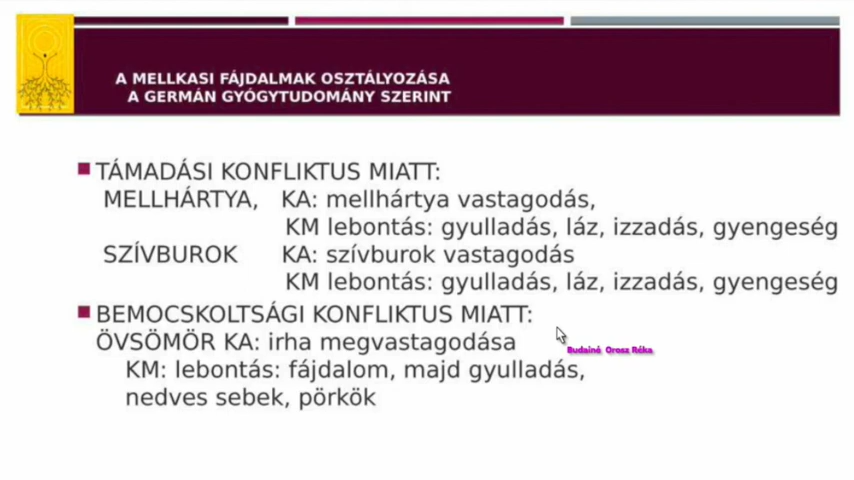 A MELLKASI FÁJDALMAK OSZTÁLYOZÁSA
A GERMÁN GYÓGYTUDOMÁNY SZERINT
TÁMADÁSI KONFLIKTUS MIATT:
MELLHÁRTYA, KA: mellhártya vastagodás,
KM lebontás: gyulladás, láz, izzadás, gyengeség
SZÍVBUROK KA: szívburok vastagodás
KM lebontás: gyulladás, láz, izzadás, gyengeség
BEMOCSKOLTSÁGI KONFLIKTUS MIATT:
ÖVSÖMÖR KA: irha megvastagodása
Budainé Orosz Réka
KM: lebontás: fájdalom, majd gyulladás,
nedves sebek, pörkök